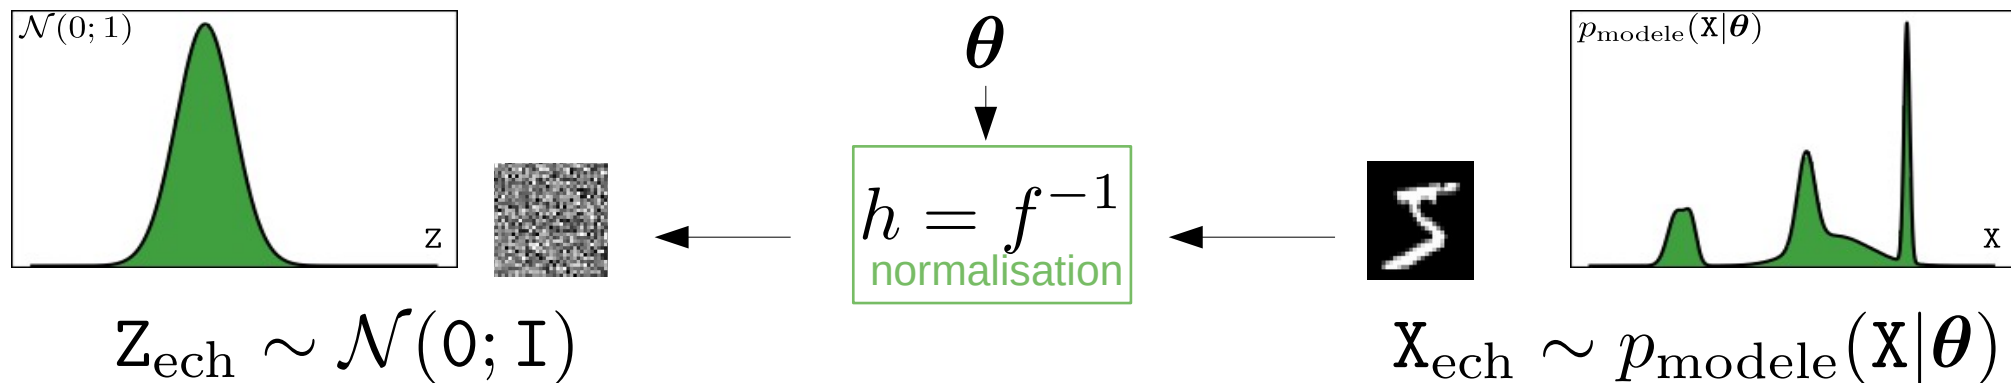 𝒩(0; 1)
z
Z_ech ∼ 𝒩(0; I)
θ
h = f⁻¹
normalisation
p_modele(X|θ)
x
X_ech ∼ p_modele(X|θ)